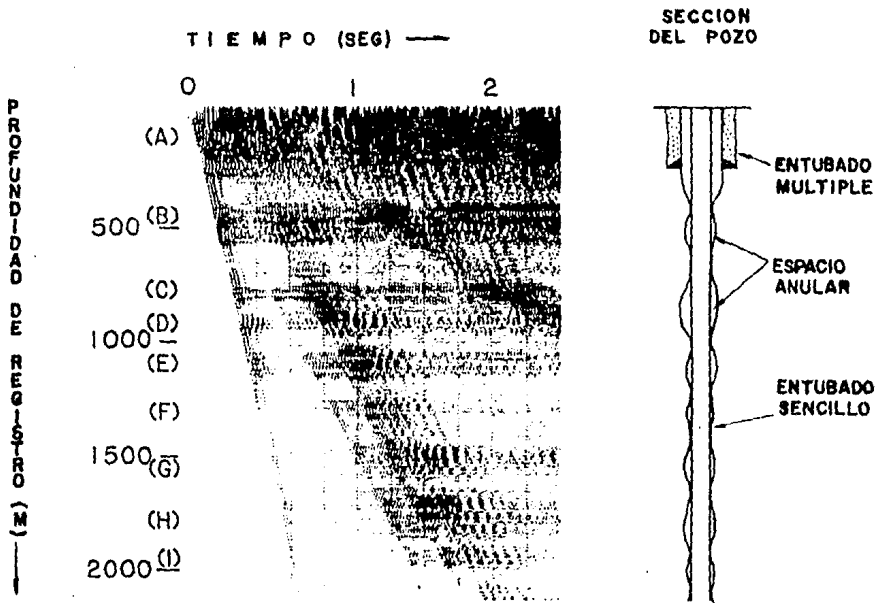 TIEMPO (SEG)
0 1 2
PROFUNDIDAD DE REGISTRO (M)
(A)
(B)
500
(C)
(D)
1000
(E)
(F)
1500
(G)
(H)
(I)
2000
SECCION
DEL POZO
ENTUBADO
MULTIPLE
ESPACIO
ANULAR
ENTUBADO
SENCILLO